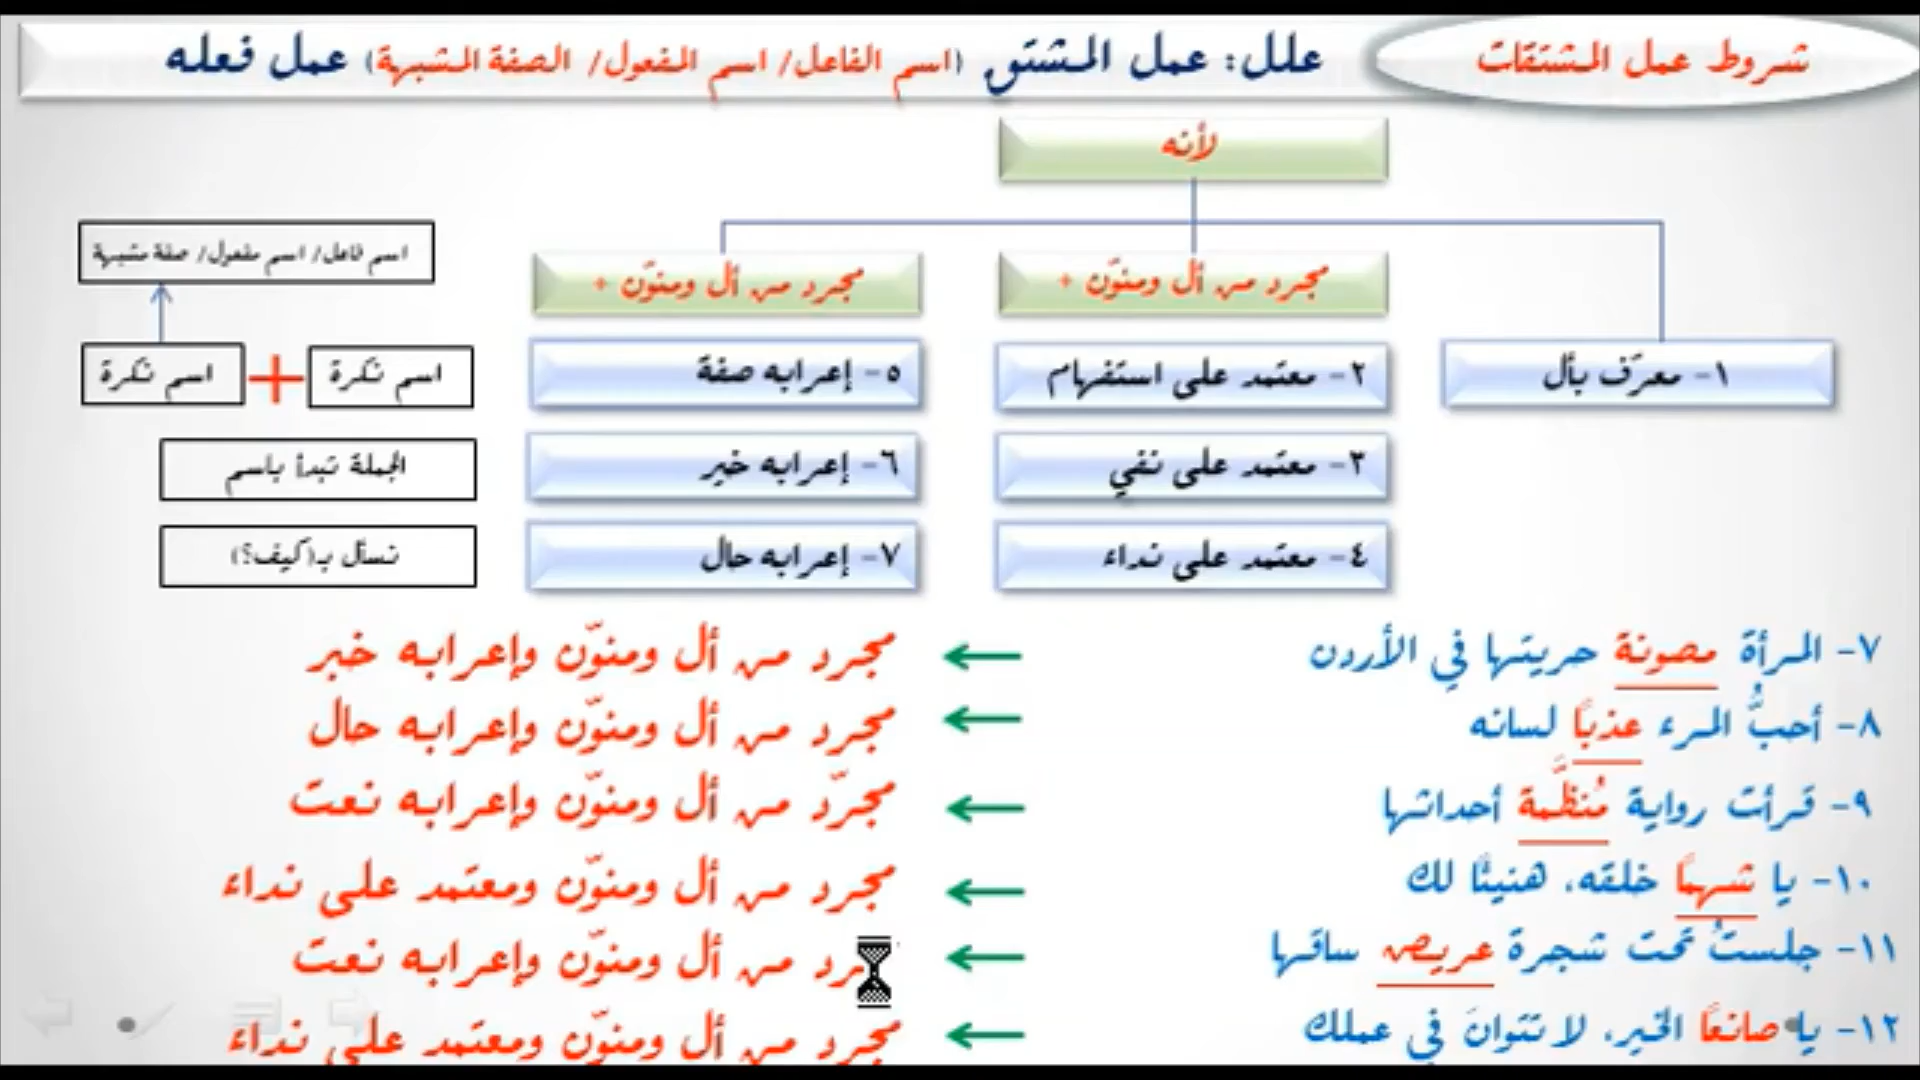 شروط عمل المشتقات
علل: عمل المشتق (اسم الفاعل/ اسم المفعول/ الصفة المشبهة) عمل فعله
لأنه
مجرد من أل ومنوّن +
مجرد من أل ومنوّن +
اسم فاعل/ اسم مفعول/ صفة مشبهة
١- معرّف بأل
٢- معتمد على استفهام
٥- إعرابه صفة
اسم نكرة + اسم نكرة
٣- معتمد على نفي
٦- إعرابه خبر
الجملة تبدأ باسم
٤- معتمد على نداء
٧- إعرابه حال
نسأل بـ(كيف؟)
٧- المرأة مصونة حريتها في الأردن ← مجرد من أل ومنوّن وإعرابه خبر
٨- أحبُّ المرء عذبًا لسانه ← مجرد من أل ومنوّن وإعرابه حال
٩- قرأت رواية مُنظَّمة أحداثها ← مجرّد من أل ومنوّن وإعرابه نعت
١٠- يا شهمًا خلقه، هنيئًا لك ← مجرد من أل ومنوّن ومعتمد على نداء
١١- جلستُ تحت شجرة عريض ساقها ← من أل ومنوّن وإعرابه نعت
١٢- يا صانعًا الخير، لا تتوانَ في عملك ← مجرد من أل ومنوّن ومعتمد على نداء